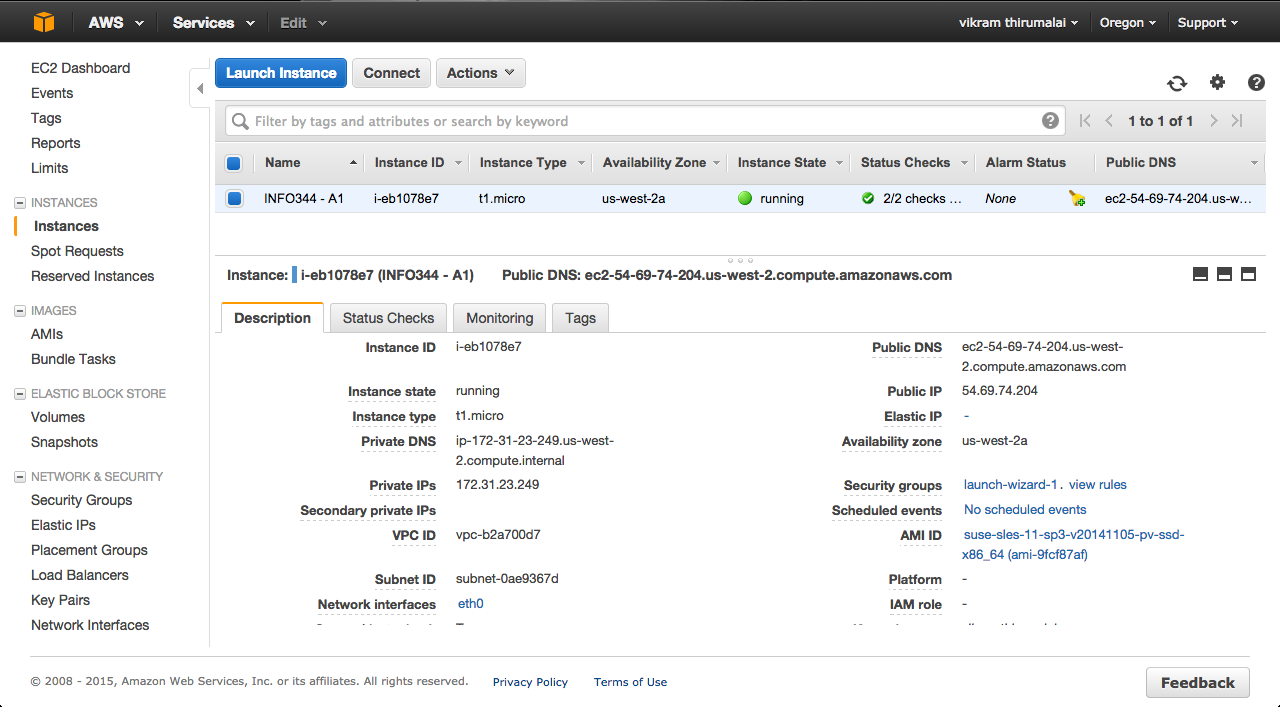 AWS Services Edit vikram thirumalai Oregon Support
EC2 Dashboard
Events
Tags
Reports
Limits
INSTANCES
Instances
Spot Requests
Reserved Instances
IMAGES
AMIs
Bundle Tasks
ELASTIC BLOCK STORE
Volumes
Snapshots
NETWORK & SECURITY
Security Groups
Elastic IPs
Placement Groups
Load Balancers
Key Pairs
Network Interfaces
Launch Instance Connect Actions
Filter by tags and attributes or search by keyword 1 to 1 of 1
Name Instance ID Instance Type Availability Zone Instance State Status Checks Alarm Status Public DNS
INFO344 - A1 i-eb1078e7 t1.micro us-west-2a running 2/2 checks ... None ec2-54-69-74-204.us-w...
Instance: i-eb1078e7 (INFO344 - A1) Public DNS: ec2-54-69-74-204.us-west-2.compute.amazonaws.com
Description Status Checks Monitoring Tags
Instance ID i-eb1078e7
Instance state running
Instance type t1.micro
Private DNS ip-172-31-23-249.us-west-
2.compute.internal
Private IPs 172.31.23.249
Secondary private IPs
VPC ID vpc-b2a700d7
Subnet ID subnet-0ae9367d
Network interfaces eth0
Public DNS ec2-54-69-74-204.us-west-
2.compute.amazonaws.com
Public IP 54.69.74.204
Elastic IP -
Availability zone us-west-2a
Security groups launch-wizard-1. view rules
Scheduled events No scheduled events
AMI ID suse-sles-11-sp3-v20141105-pv-ssd-
x86_64 (ami-9fcf87af)
Platform -
IAM role -
© 2008 - 2015, Amazon Web Services, Inc. or its affiliates. All rights reserved. Privacy Policy Terms of Use Feedback